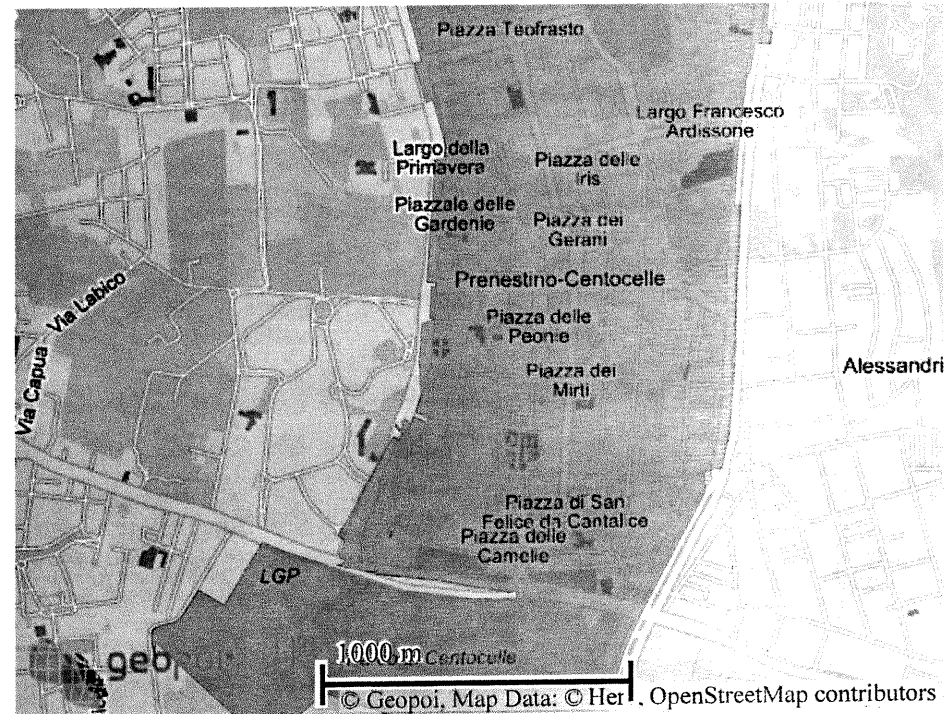 Piazza Teofrasto
Largo Francesco
Ardissone
Largo della
Primavera
Piazza delle
Iris
Piazzale delle
Gardenie
Piazza dei
Gerani
Prenestino-Centocelle
Via Labico
Piazza delle
Peonie
Via Capua
Alessandri
Piazza dei
Mirti
Piazza di San
Felice da Cantalice
Piazza delle
Camelie
LGP
1000 m
Centocelle
© Geopoi, Map Data: © Her , OpenStreetMap contributors